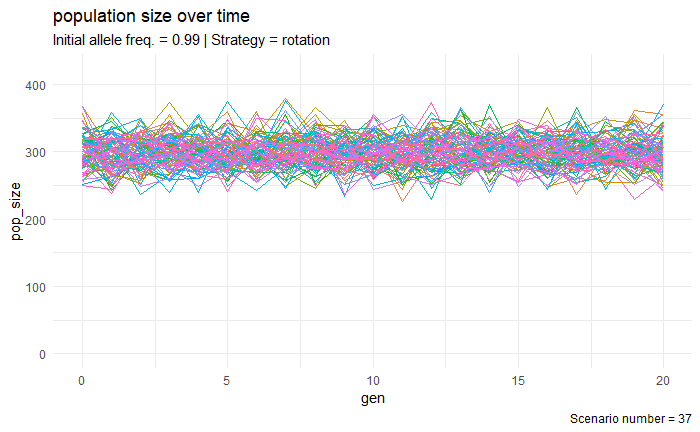 population size over time
Initial allele freq. = 0.99 | Strategy = rotation
400
300
200
100
0
pop_size
0
5
10
15
20
gen
Scenario number = 37